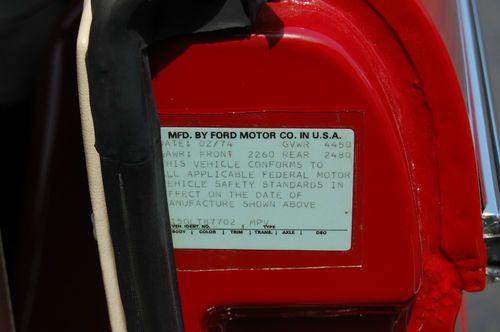 MFD. BY FORD MOTOR CO. IN U.S.A.
DATE: 02/74 GVWR 4450
GAWR: FRONT 2260 REAR 2480
THIS VEHICLE CONFORMS TO
ALL APPLICABLE FEDERAL MOTOR
VEHICLE SAFETY STANDARDS IN
EFFECT ON THE DATE OF
MANUFACTURE SHOWN ABOVE
15GLT87702 MPV
VEH. IDENT. NO. TYPE
BODY COLOR TRIM TRANS. AXLE DSO